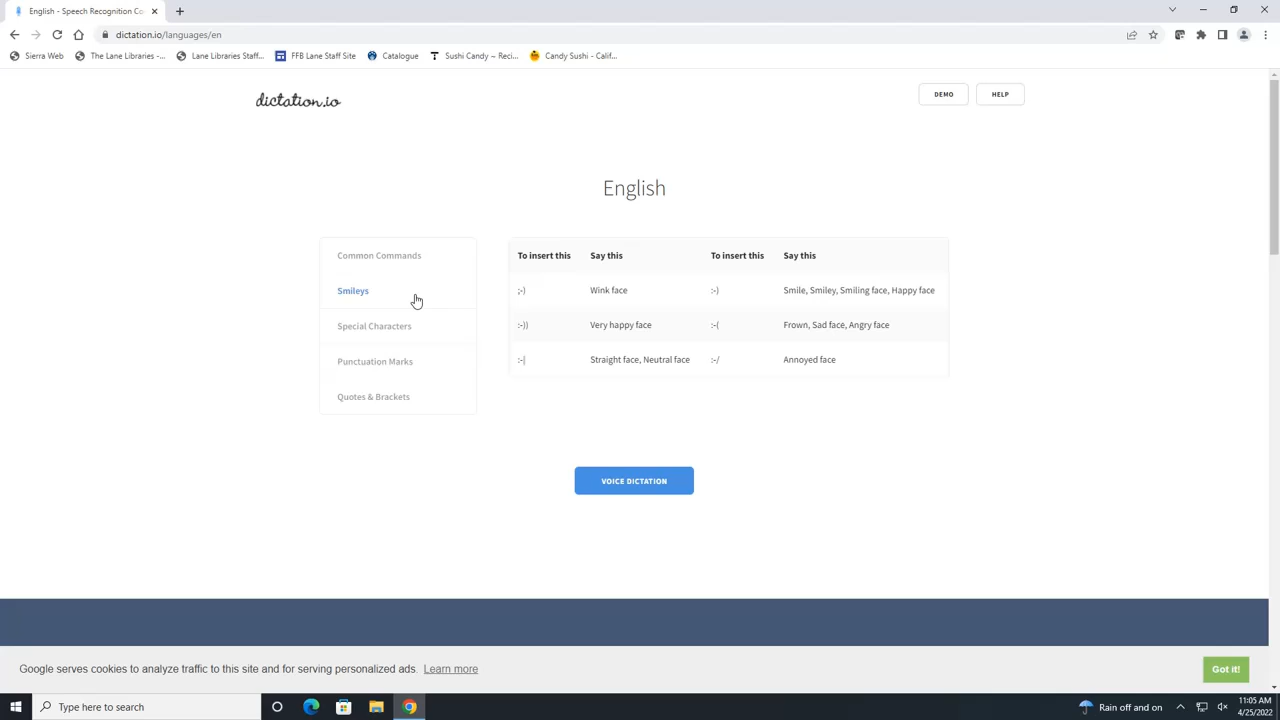 English - Speech Recognition Co
dictation.io/languages/en
Sierra Web
The Lane Libraries -...
Lane Libraries Staff...
FFB Lane Staff Site
Catalogue
Sushi Candy – Reci...
Candy Sushi - Calif...
dictation.io
DEMO
HELP
English
Common Commands
Smileys
Special Characters
Punctuation Marks
Quotes & Brackets
To insert this Say this To insert this Say this
;-) Wink face :-) Smile, Smiley, Smiling face, Happy face
:-)) Very happy face :-( Frown, Sad face, Angry face
:-| Straight face, Neutral face :-/ Annoyed face
VOICE DICTATION
Google serves cookies to analyze traffic to this site and for serving personalized ads. Learn more
Got it!
Type here to search
Rain off and on
11:05 AM
4/25/2022